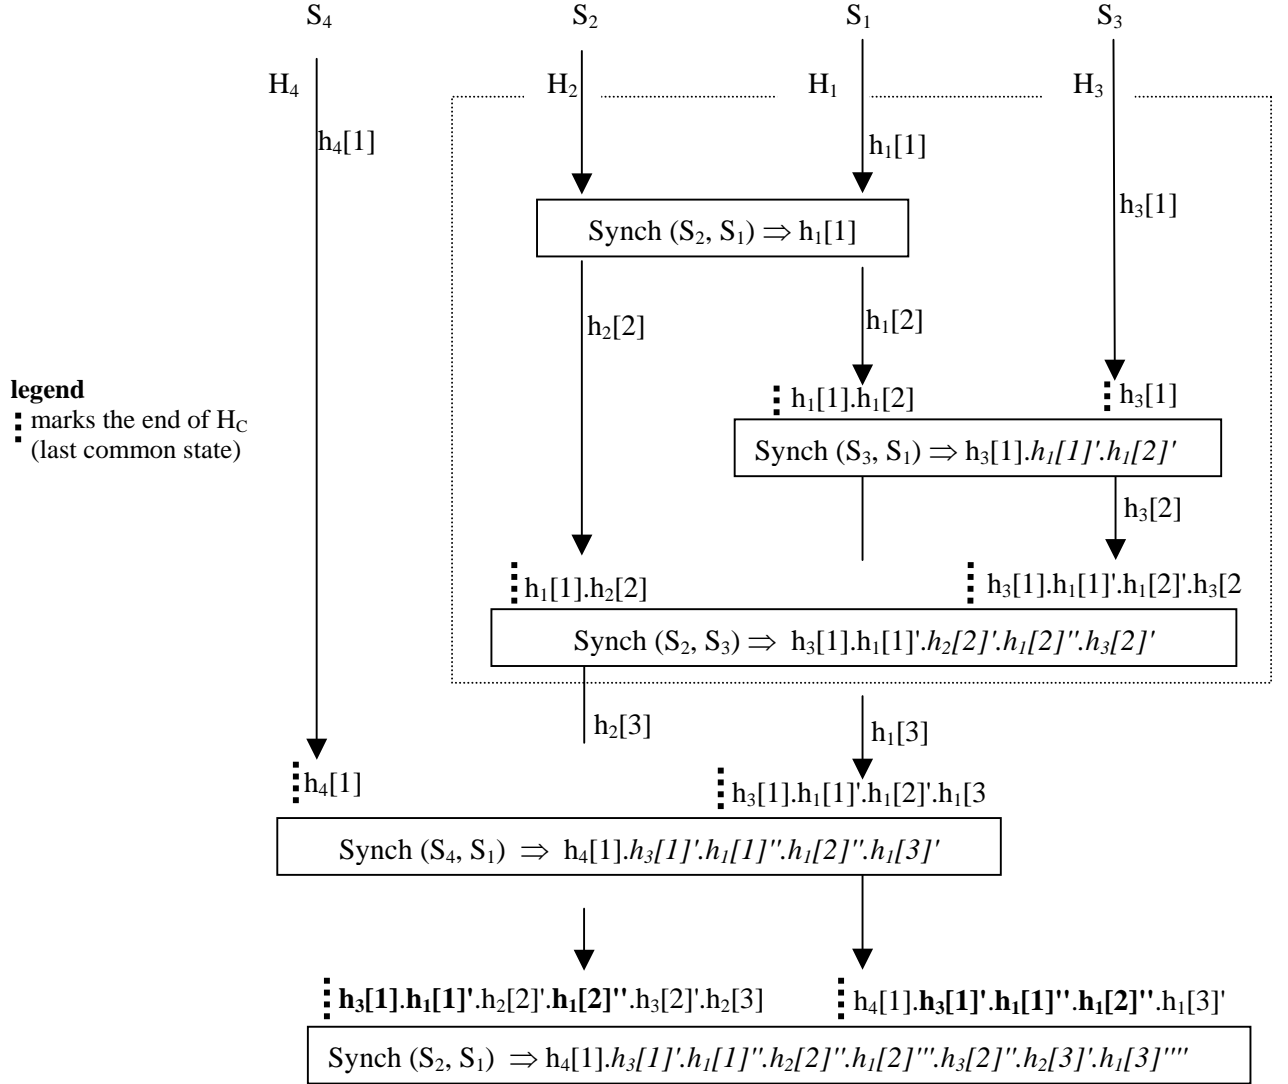 S₄ S₂ S₁ S₃
H₄ H₂ H₁ H₃
h₄[1] h₁[1]
h₃[1]
Synch (S₂, S₁) ⇒ h₁[1]
h₂[2] h₁[2]
legend
marks the end of H_C
(last common state)
h₁[1].h₁[2] h₃[1]
Synch (S₃, S₁) ⇒ h₃[1].h₁[1]'.h₁[2]'
h₃[2]
h₁[1].h₂[2] h₃[1].h₁[1]'.h₁[2]'.h₃[2
Synch (S₂, S₃) ⇒ h₃[1].h₁[1]'.h₂[2]'.h₁[2]''.h₃[2]'
h₂[3] h₁[3]
h₄[1] h₃[1].h₁[1]'.h₁[2]'.h₁[3
Synch (S₄, S₁) ⇒ h₄[1].h₃[1]'.h₁[1]''.h₁[2]''.h₁[3]'
h₃[1].h₁[1]'.h₂[2]'.h₁[2]''.h₃[2]'.h₂[3] h₄[1].h₃[1]'.h₁[1]''.h₁[2]''.h₁[3]'
Synch (S₂, S₁) ⇒ h₄[1].h₃[1]'.h₁[1]''.h₂[2]''.h₁[2]'''.h₃[2]''.h₂[3]'.h₁[3]''''